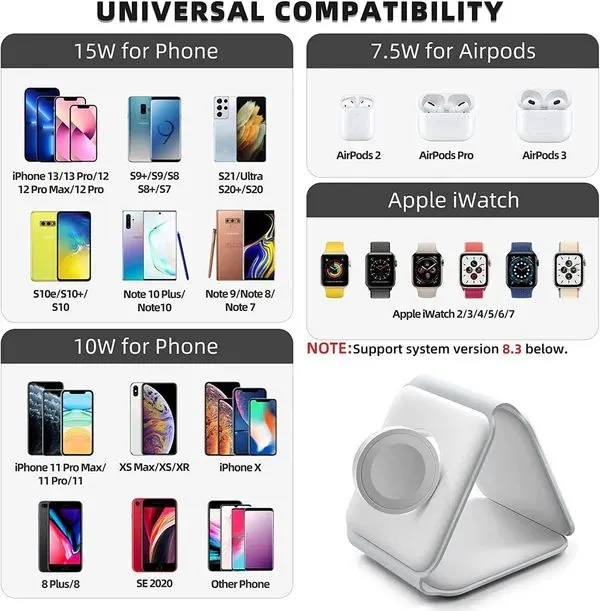 UNIVERSAL COMPATIBILITY
15W for Phone
iPhone 13/13 Pro/12
12 Pro Max/12 Pro
S9+/S9/S8
S8+/S7
S21/Ultra
S20+/S20
S10e/S10+/
S10
Note 10 Plus/
Note10
Note 9/Note 8/
Note 7
10W for Phone
iPhone 11 Pro Max/
11 Pro/11
XS Max/XS/XR
iPhone X
8 Plus/8
SE 2020
Other Phone
7.5W for Airpods
AirPods 2
AirPods Pro
AirPods 3
Apple iWatch
Apple iWatch 2/3/4/5/6/7
NOTE:Support system version 8.3 below.